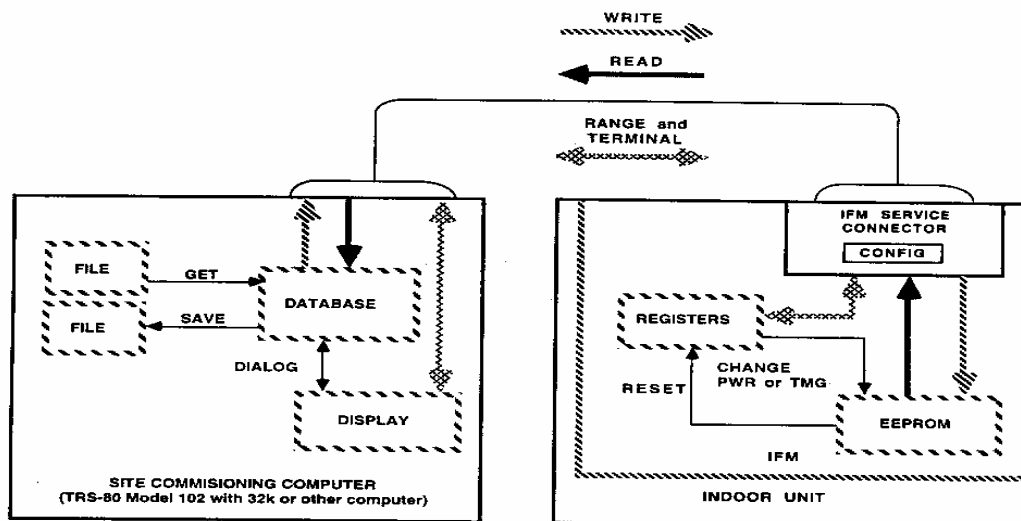 WRITE
READ
RANGE and
TERMINAL
FILE
GET
FILE
SAVE
DATABASE
DIALOG
DISPLAY
SITE COMMISIONING COMPUTER
(TRS-80 Model 102 with 32k or other computer)
IFM SERVICE
CONNECTOR
CONFIG
REGISTERS
CHANGE
PWR or TMG
RESET
EEPROM
IFM
INDOOR UNIT